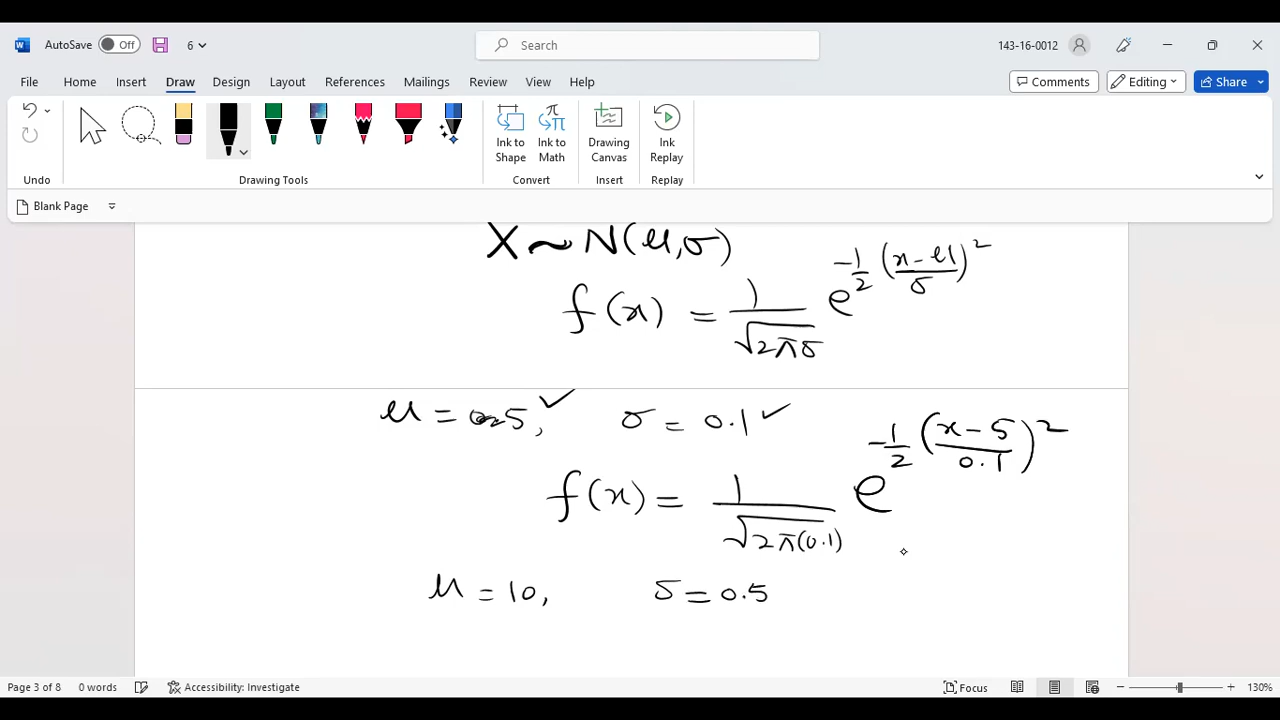 AutoSave Off 6 Search 143-16-0012
File Home Insert Draw Design Layout References Mailings Review View Help Comments Editing Share
Ink to Shape Ink to Math Drawing Canvas Ink Replay
Undo Drawing Tools Convert Insert Replay
Blank Page
X ~ N(μ,σ)
f(x) = 1/√2πσ e^{-1/2 (x-μ/σ)^2}
μ = 5, ✓ σ = 0.1 ✓
f(x) = 1/√2π(0.1) e^{-1/2 (x-5/0.1)^2}
μ = 10, σ = 0.5
Page 3 of 8 0 words Accessibility: Investigate Focus 130%